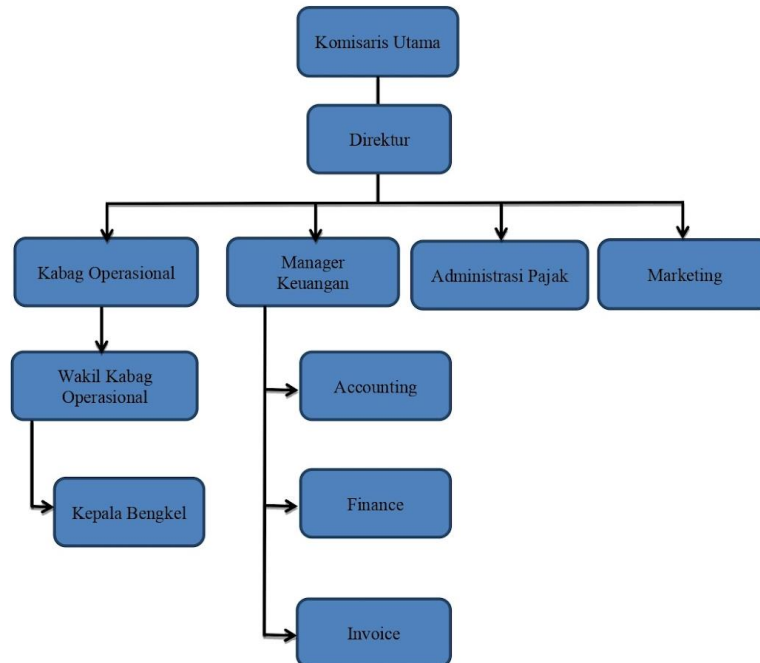 Komisaris Utama
Direktur
Kabag Operasional
Manager
Keuangan
Administrasi Pajak
Marketing
Wakil Kabag
Operasional
Accounting
Kepala Bengkel
Finance
Invoice